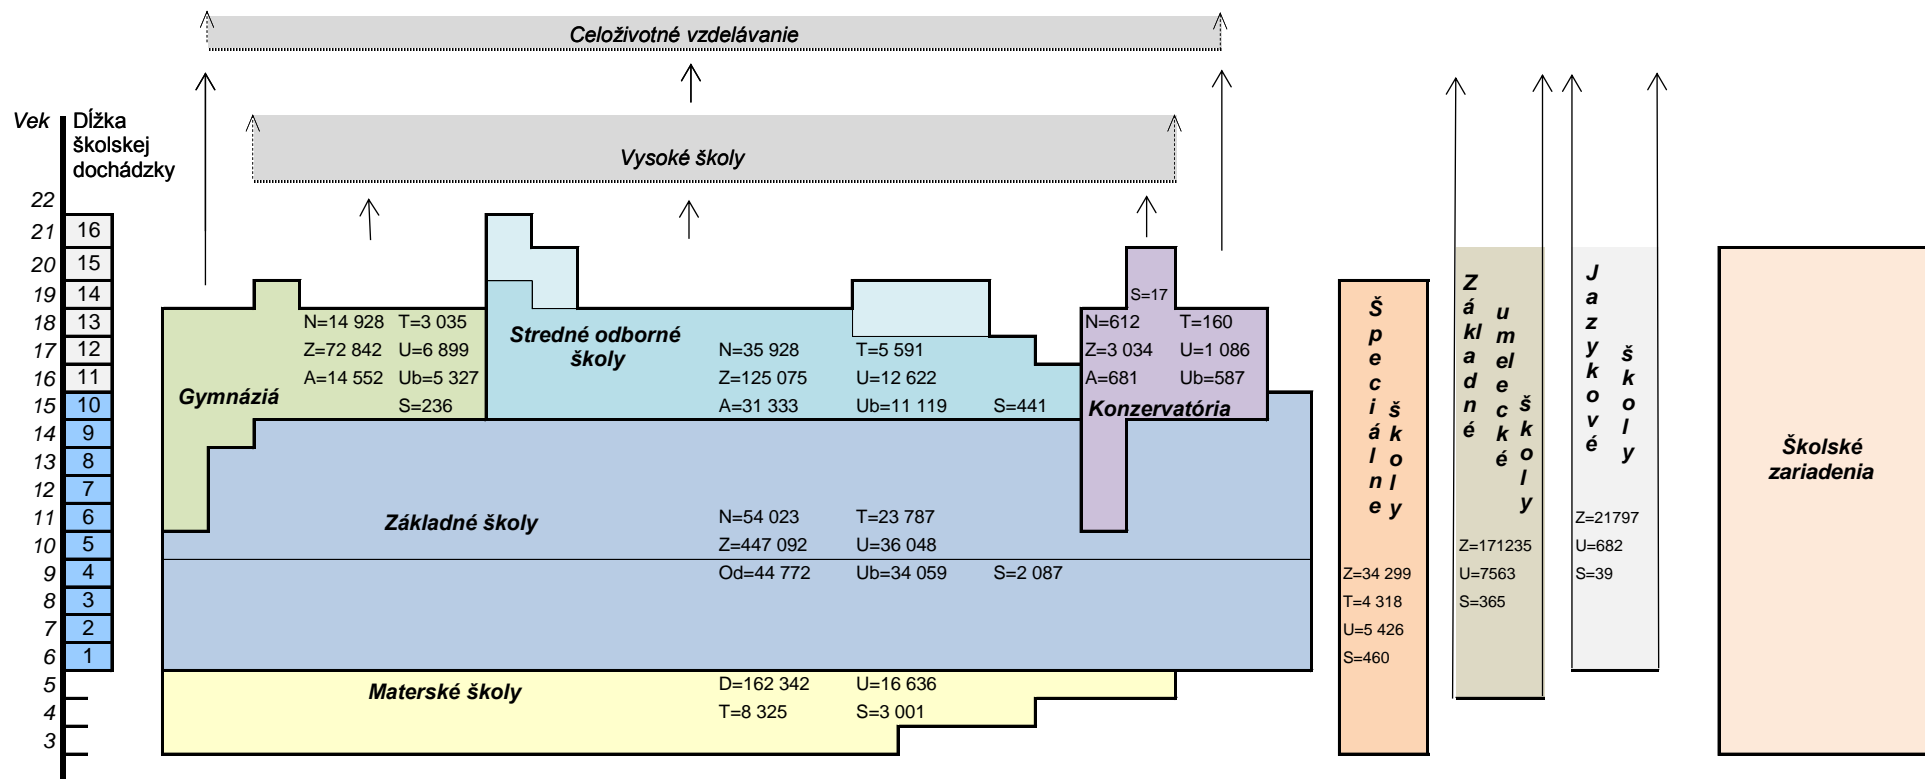 Celoživotné vzdelávanie
Vek
Dĺžka
školskej
dochádzky
Vysoké školy
22
21 16
20 15
19 14
18 13
17 12
16 11
15 10
14 9
13 8
12 7
11 6
10 5
9 4
8 3
7 2
6 1
5
4
3
Gymnáziá
N=14 928 T=3 035
Z=72 842 U=6 899
A=14 552 Ub=5 327
S=236
Stredné odborné
školy
N=35 928 T=5 591
Z=125 075 U=12 622
A=31 333 Ub=11 119 S=441
S=17
N=612 T=160
Z=3 034 U=1 086
A=681 Ub=587
Konzervatória
Základné školy
N=54 023 T=23 787
Z=447 092 U=36 048
Od=44 772 Ub=34 059 S=2 087
Materské školy
D=162 342 U=16 636
T=8 325 S=3 001
Špeciálne
školy
Z=34 299
T=4 318
U=5 426
S=460
Základné
umelecké
školy
Z=171235
U=7563
S=365
Jazykové
školy
Z=21797
U=682
S=39
Školské
zariadenia